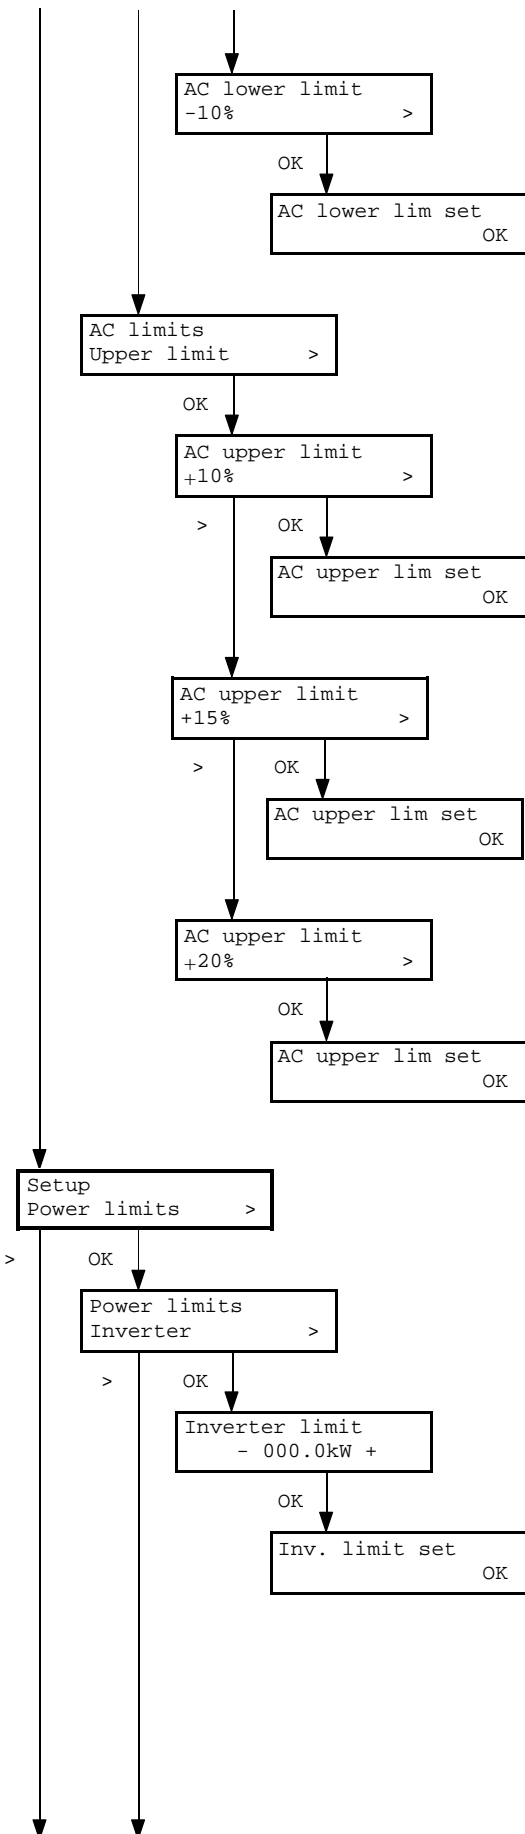 AC lower limit
-10% >
OK
AC lower lim set
OK
AC limits
Upper limit >
OK
AC upper limit
+10% >
> OK
AC upper lim set
OK
AC upper limit
+15% >
> OK
AC upper lim set
OK
AC upper limit
+20% >
OK
AC upper lim set
OK
Setup
Power limits >
> OK
Power limits
Inverter >
> OK
Inverter limit
- 000.0kW +
OK
Inv. limit set
OK